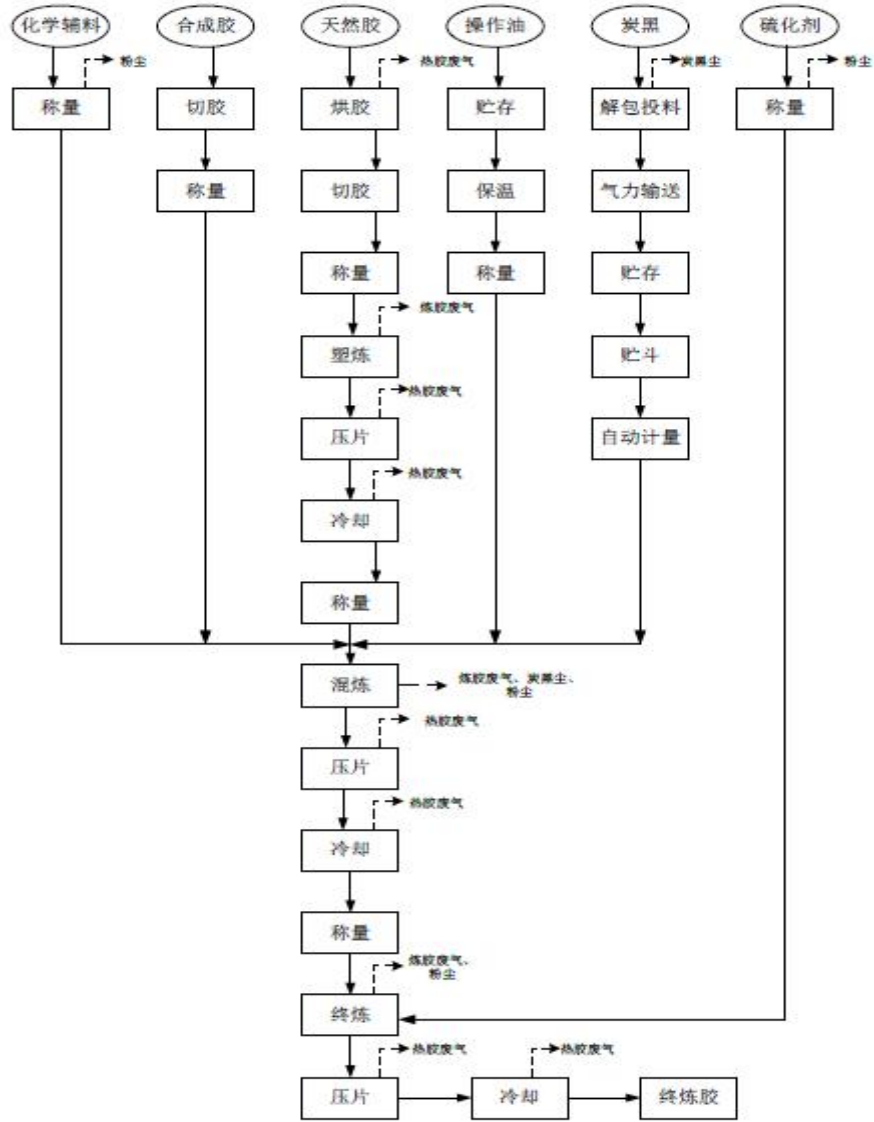 化学辅料
合成胶
天然胶
操作油
炭黑
硫化剂
粉尘
热胶废气
炭黑尘
粉尘
称量
切胶
烘胶
贮存
解包投料
称量
称量
切胶
保温
气力输送
称量
称量
贮存
炼胶废气
塑炼
贮斗
热胶废气
压片
自动计量
热胶废气
冷却
称量
混炼
炼胶废气、炭黑尘、
粉尘
热胶废气
压片
热胶废气
冷却
称量
炼胶废气、
粉尘
终炼
热胶废气
热胶废气
压片
冷却
终炼胶